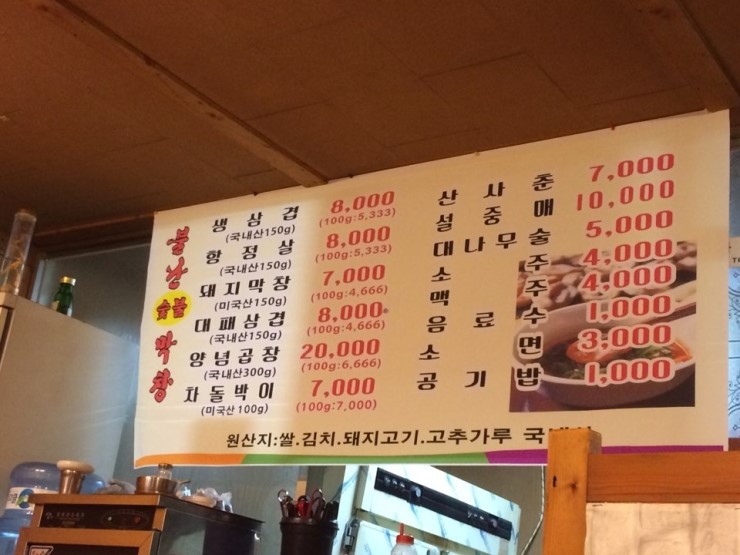 불난
숯불
막창
생삼겹 8,000
(국내산150g) (100g:5,333)
항정살 8,000
(국내산150g) (100g:5,333)
돼지막창 7,000
(미국산150g) (100g:4,666)
대패삼겹 8,000
(국내산150g) (100g:4,666)
양념곱창 20,000
(국내산300g) (100g:6,666)
차돌박이 7,000
(미국산100g) (100g:7,000)
산사춘 7,000
설중매 10,000
대나무술 5,000
소주 4,000
맥주 4,000
음료수 1,000
소면 3,000
공기밥 1,000
원산지:쌀.김치.돼지고기.고추가루